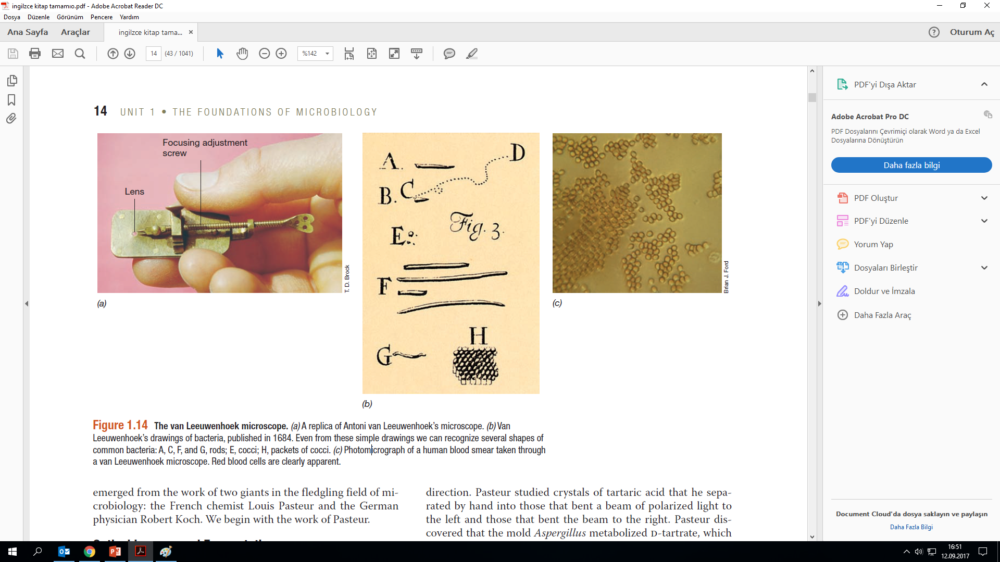 ingilzce kitap tamamıo.pdf - Adobe Acrobat Reader DC
Dosya Düzenle Görünüm Pencere Yardım
Ana Sayfa Araçlar ingilzce kitap tama... × Oturum Aç
14 (43 / 1041) %142
14 UNIT 1 • THE FOUNDATIONS OF MICROBIOLOGY
Focusing adjustment
screw
Lens
T. D. Brock
(a)
A.
D
B. C
Fig. 3.
E
F
H
G
(b)
Brian J. Ford
(c)
Figure 1.14 The van Leeuwenhoek microscope. (a) A replica of Antoni van Leeuwenhoek's microscope. (b) Van
Leeuwenhoek's drawings of bacteria, published in 1684. Even from these simple drawings we can recognize several shapes of
common bacteria: A, C, F, and G, rods; E, cocci; H, packets of cocci. (c) Photomicrograph of a human blood smear taken through
a van Leeuwenhoek microscope. Red blood cells are clearly apparent.
emerged from the work of two giants in the fledgling field of mi-
crobiology: the French chemist Louis Pasteur and the German
physician Robert Koch. We begin with the work of Pasteur.
direction. Pasteur studied crystals of tartaric acid that he sepa-
rated by hand into those that bent a beam of polarized light to
the left and those that bent the beam to the right. Pasteur dis-
covered that the mold Aspergillus metabolized D-tartrate, which
PDF'yi Dışa Aktar
Adobe Acrobat Pro DC
PDF Dosyalarını Çevrimiçi olarak Word ya da Excel
Dosyalarına Dönüştürün
Daha fazla bilgi
PDF Oluştur
PDF'yi Düzenle
Yorum Yap
Dosyaları Birleştir
Doldur ve İmzala
Daha Fazla Araç
Document Cloud'da dosya saklayın ve paylaşın
Daha Fazla Bilgi
16:51
12.09.2017